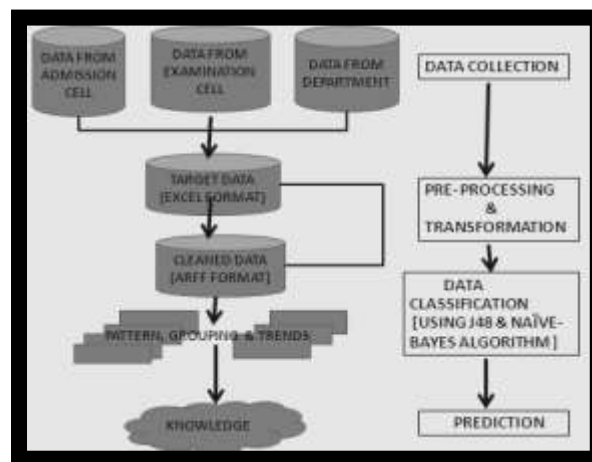 DATA FROM
ADMISSION
CELL
DATA FROM
EXAMINATION
CELL
DATA FROM
DEPARTMENT
TARGET DATA
[EXCEL FORMAT]
CLEANED DATA
[ARFF FORMAT]
PATTERN, GROUPING & TRENDS
KNOWLEDGE
DATA COLLECTION
PRE-PROCESSING
&
TRANSFORMATION
DATA
CLASSIFICATION
[USING J48 & NAÏVE-
BAYES ALGORITHM]
PREDICTION